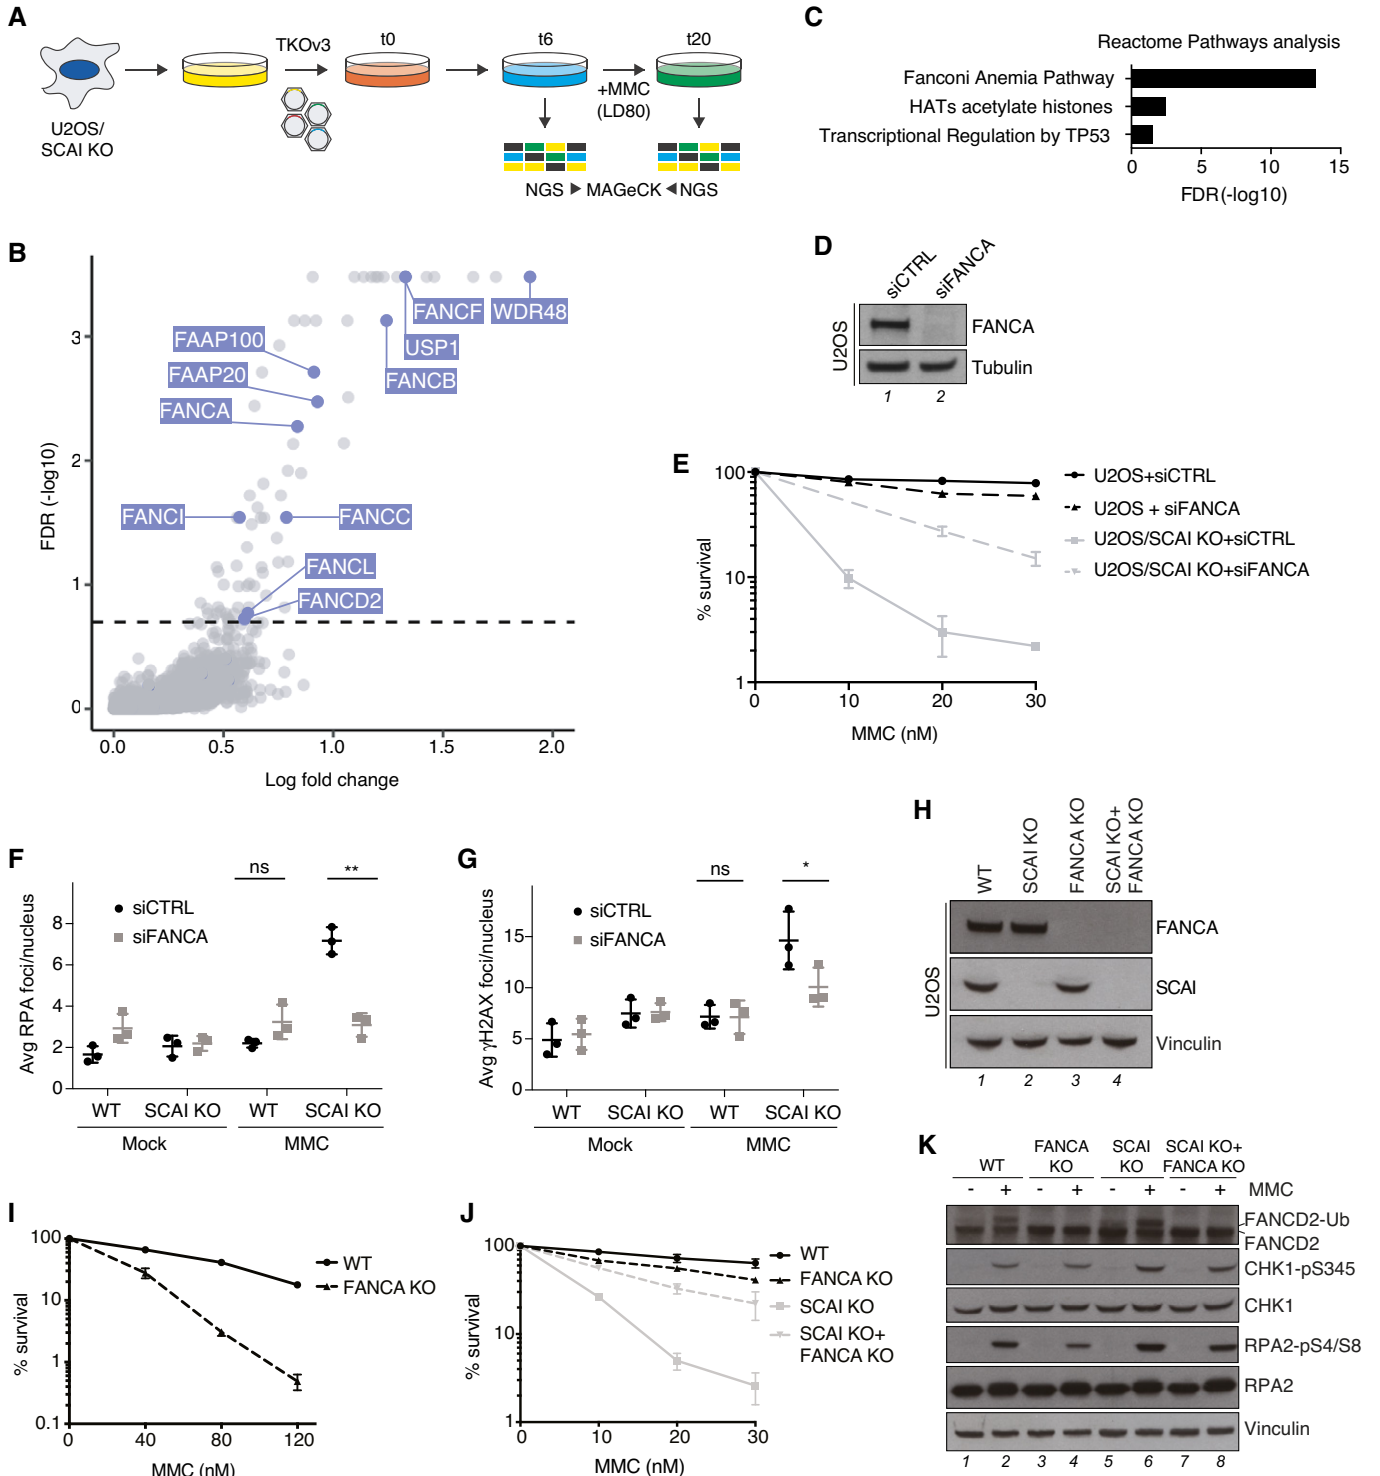 A
U2OS/
SCAI KO
TKOv3
t0
t6
+MMC
(LD80)
t20
NGS ▶ MAGeCK ◀ NGS
C
Reactome Pathways analysis
Fanconi Anemia Pathway
HATs acetylate histones
Transcriptional Regulation by TP53
0 5 10 15
FDR(-log10)
B
FDR (-log10)
3
2
1
0
FANCF
WDR48
USP1
FANCB
FAAP100
FAAP20
FANCA
FANCI
FANCC
FANCL
FANCD2
0.0 0.5 1.0 1.5 2.0
Log fold change
D
siCTRL
siFANCA
U2OS
FANCA
Tubulin
1 2
E
% survival
100
10
1
0 10 20 30
MMC (nM)
U2OS+siCTRL
U2OS + siFANCA
U2OS/SCAI KO+siCTRL
U2OS/SCAI KO+siFANCA
F
Avg RPA foci/nucleus
8
6
4
2
0
siCTRL
siFANCA
ns
**
WT SCAI KO WT SCAI KO
Mock MMC
G
Avg γH2AX foci/nucleus
15
10
5
0
siCTRL
siFANCA
ns
*
WT SCAI KO WT SCAI KO
Mock MMC
H
WT
SCAI KO
FANCA KO
SCAI KO+
FANCA KO
U2OS
FANCA
SCAI
Vinculin
1 2 3 4
I
% survival
100
10
1
0.1
0 40 80 120
MMC (nM)
WT
FANCA KO
J
% survival
100
10
1
0 10 20 30
MMC (nM)
WT
FANCA KO
SCAI KO
SCAI KO+
FANCA KO
K
WT
FANCA
KO
SCAI
KO
SCAI KO+
FANCA KO
- + - + - + - + MMC
FANCD2-Ub
FANCD2
CHK1-pS345
CHK1
RPA2-pS4/S8
RPA2
Vinculin
1 2 3 4 5 6 7 8